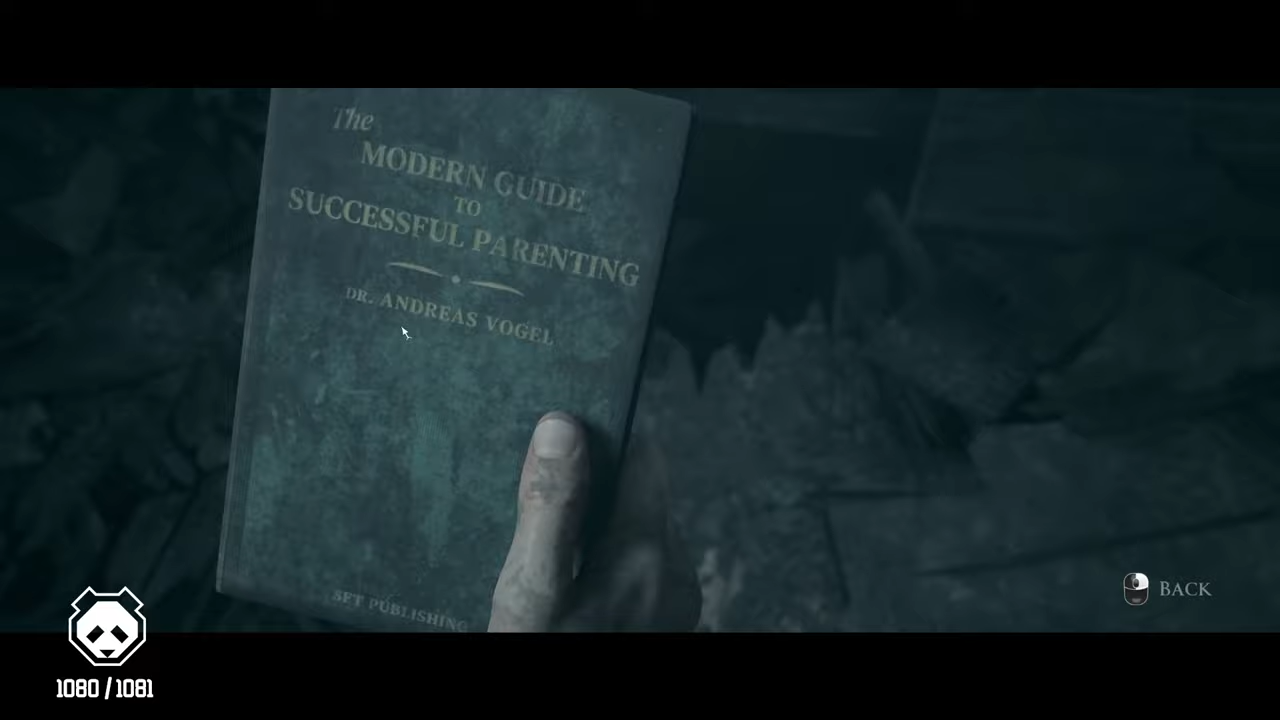 The
MODERN GUIDE
TO
SUCCESSFUL PARENTING
DR. ANDREAS VOGEL
SFT PUBLISHING
BACK
1080 / 1081